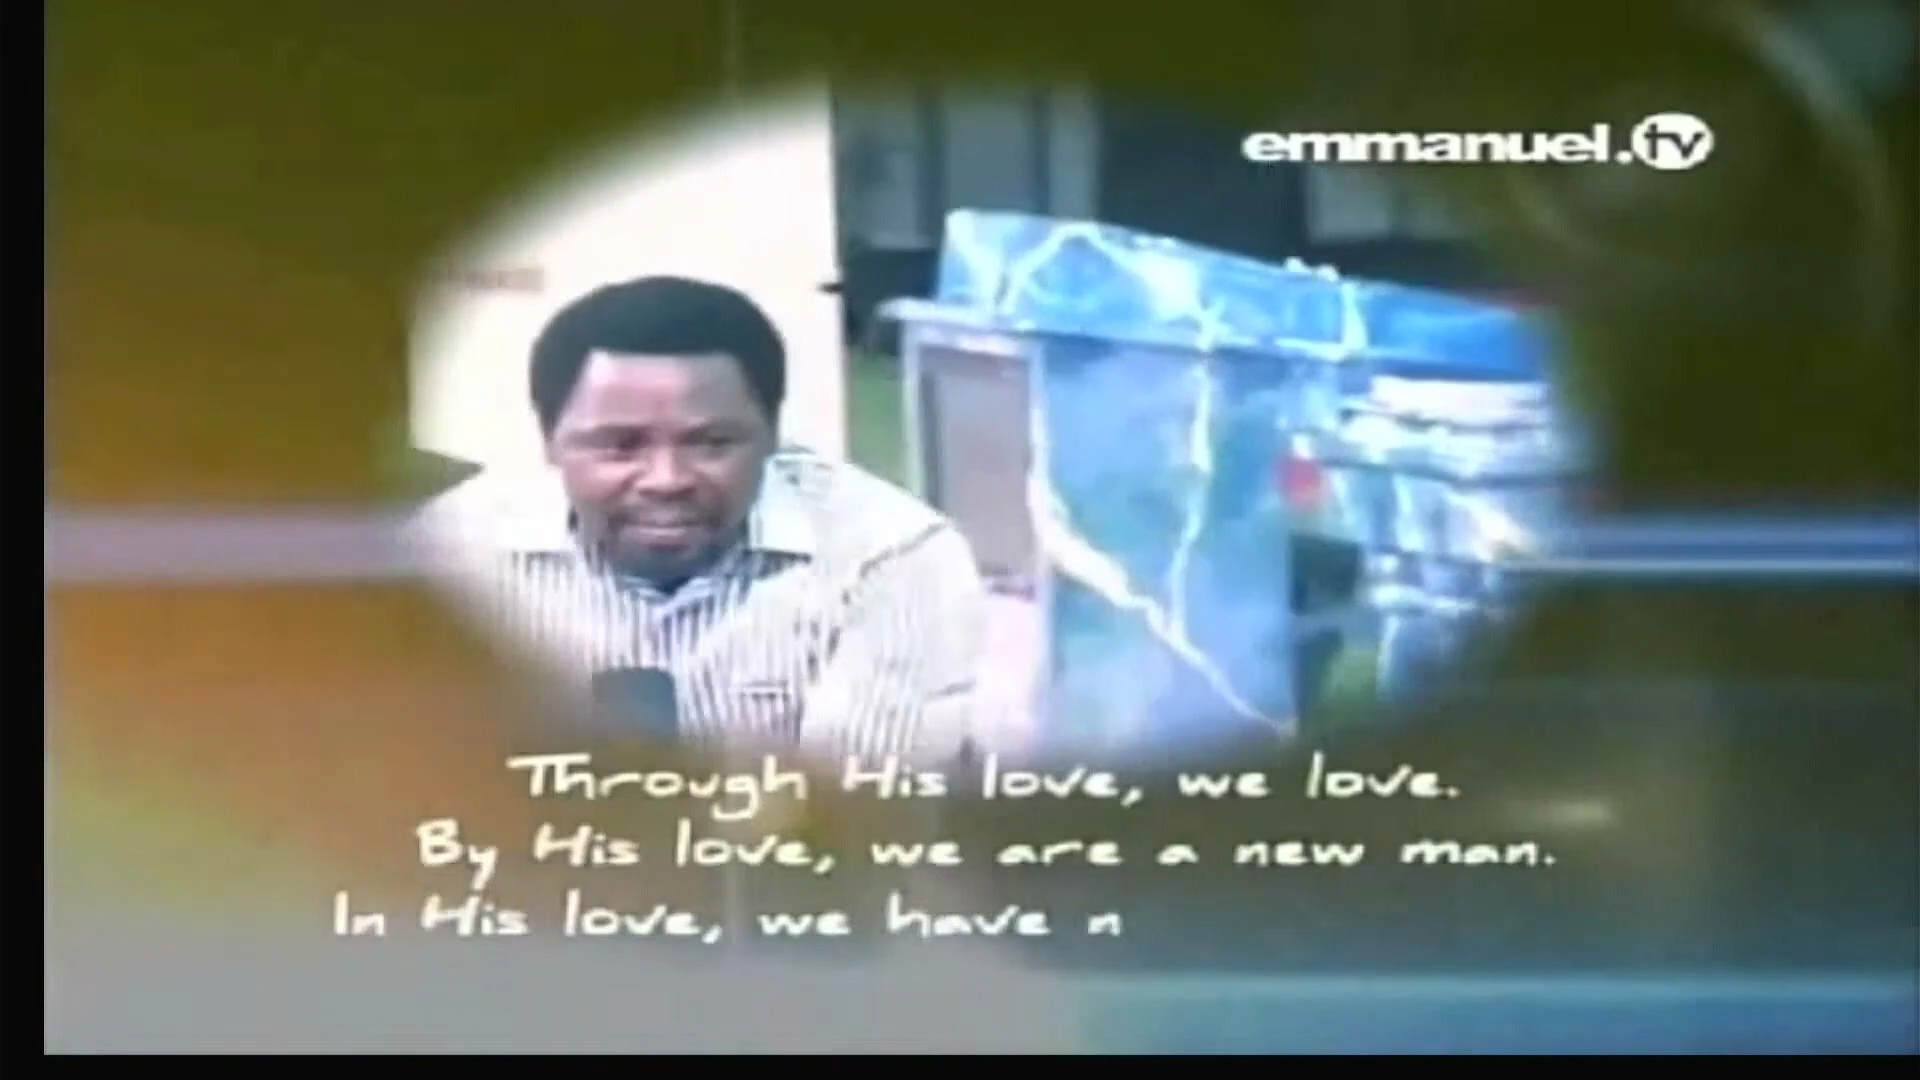 emmanuel.tv
Through His love, we love.
By His love, we are a new man.
In His love, we have n